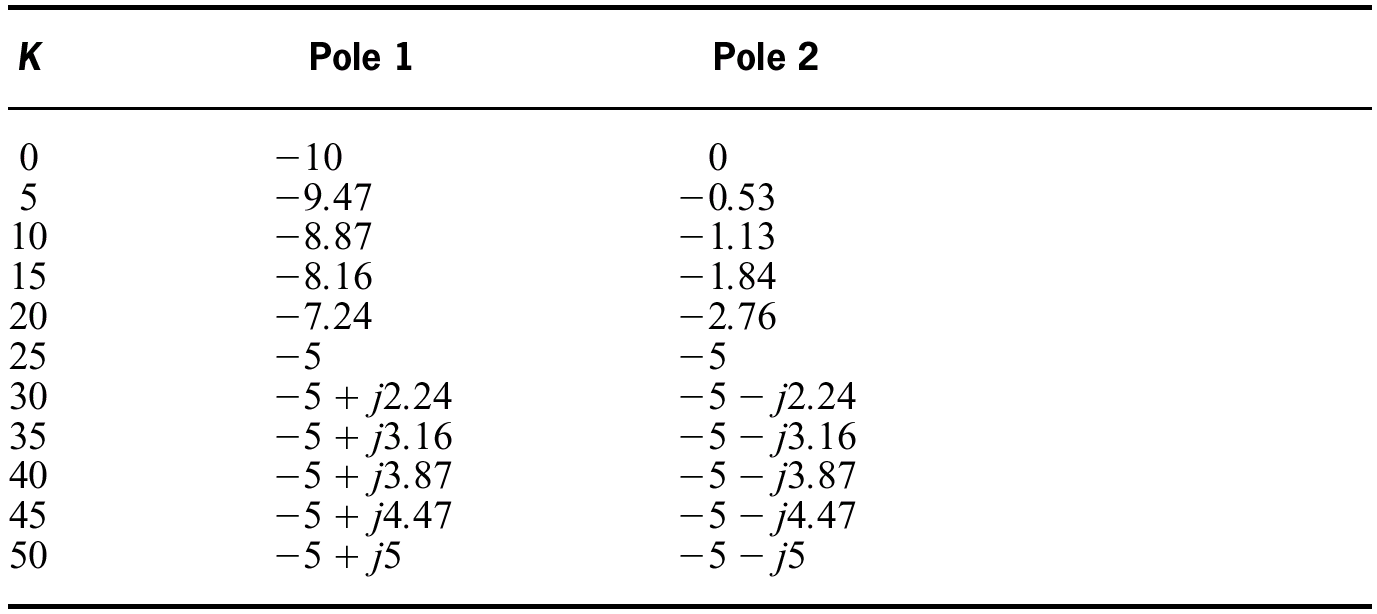 K Pole 1 Pole 2
0 −10 0
5 −9.47 −0.53
10 −8.87 −1.13
15 −8.16 −1.84
20 −7.24 −2.76
25 −5 −5
30 −5 + j2.24 −5 − j2.24
35 −5 + j3.16 −5 − j3.16
40 −5 + j3.87 −5 − j3.87
45 −5 + j4.47 −5 − j4.47
50 −5 + j5 −5 − j5